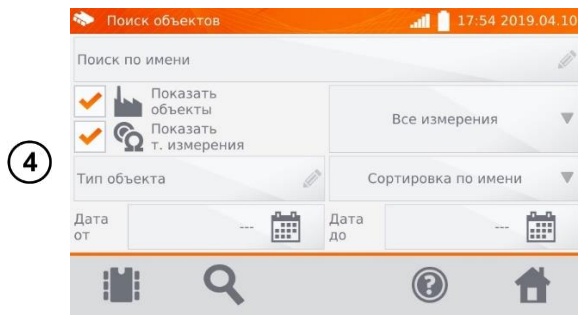 Поиск объектов 17:54 2019.04.10
Поиск по имени
Показать
объекты
Все измерения
Показать
т. измерения
4
Тип объекта Сортировка по имени
Дата
от
---
Дата
до
---